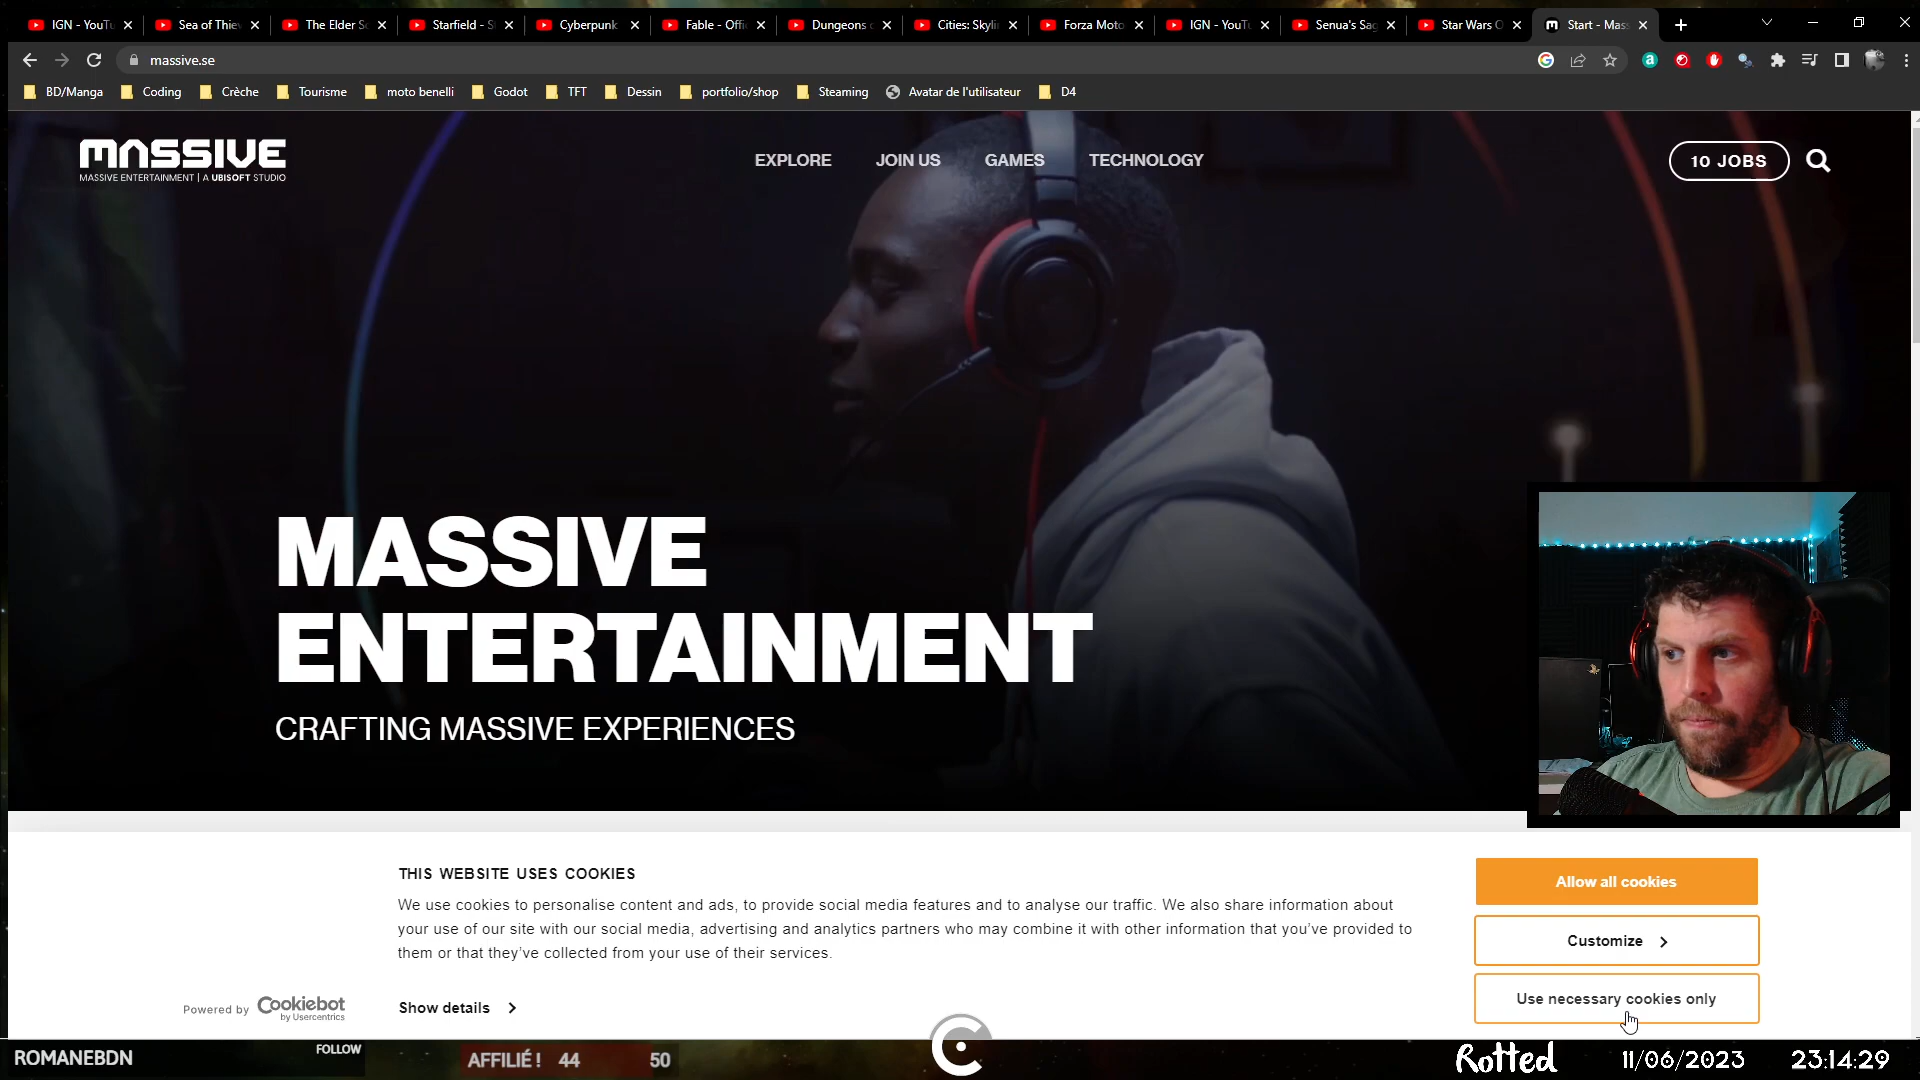 IGN - YouTu
Sea of Thiev
The Elder Sc
Starfield - S
Cyberpunk
Fable - Offi
Dungeons
Cities: Skyli
Forza Moto
IGN - YouTu
Senua's Sag
Star Wars O
Start - Mass
massive.se
BD/Manga
Coding
Crèche
Tourisme
moto benelli
Godot
TFT
Dessin
portfolio/shop
Steaming
Avatar de l'utilisateur
D4
MASSIVE
MASSIVE ENTERTAINMENT | A UBISOFT STUDIO
EXPLORE
JOIN US
GAMES
TECHNOLOGY
10 JOBS
MASSIVE
ENTERTAINMENT
CRAFTING MASSIVE EXPERIENCES
THIS WEBSITE USES COOKIES
We use cookies to personalise content and ads, to provide social media features and to analyse our traffic. We also share information about
your use of our site with our social media, advertising and analytics partners who may combine it with other information that you've provided to
them or that they've collected from your use of their services.
Allow all cookies
Customize
Use necessary cookies only
Powered by Cookiebot
by Usercentrics
Show details
ROMANEBDN
FOLLOW
AFFILIÉ ! 44 50
Rotted
11/06/2023
23:14:29